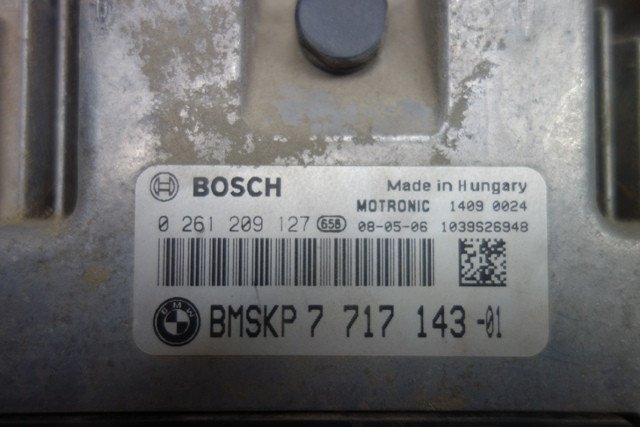 BOSCH Made in Hungary
MOTRONIC 1409 0024
0 261 209 127 658 08-05-06 1039S26948
BMW BMSKP 7 717 143 -01